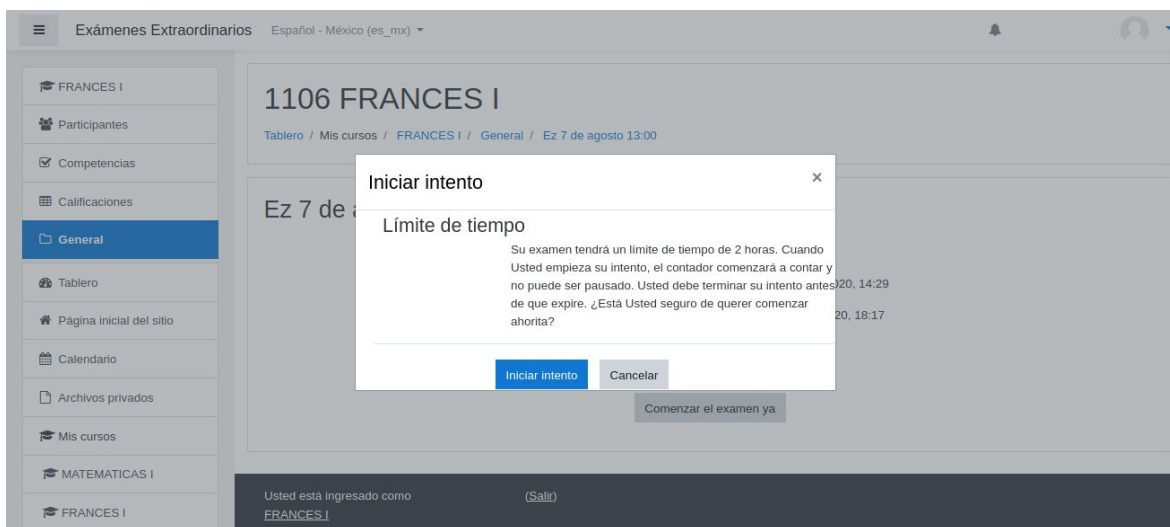 Exámenes Extraordinarios Español - México (es_mx)
FRANCES I
Participantes
Competencias
Calificaciones
General
Tablero
Página inicial del sitio
Calendario
Archivos privados
Mis cursos
MATEMATICAS I
FRANCES I
1106 FRANCES I
Tablero / Mis cursos / FRANCES I / General / Ez 7 de agosto 13:00
Ez 7 de
Iniciar intento ×
Límite de tiempo
Su examen tendrá un límite de tiempo de 2 horas. Cuando
Usted empieza su intento, el contador comenzará a contar y
no puede ser pausado. Usted debe terminar su intento antes
de que expire. ¿Está Usted seguro de querer comenzar
ahorita?
Iniciar intento Cancelar
20, 14:29
20, 18:17
Comenzar el examen ya
Usted está ingresado como (Salir)
FRANCES I